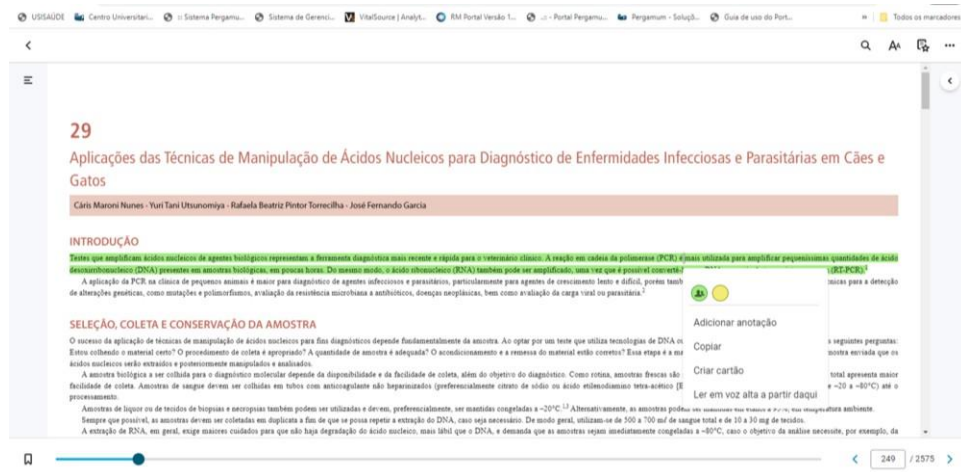 USISAÚDE Centro Universitari... :: Sistema Pergamu... Sistema de Gerenci... VitalSource | Analyt... RM Portal Versão 1... .: - Portal Pergamu... Pergamum - Soluçõ... Guia de uso do Port... » Todos os marcadores
29
Aplicações das Técnicas de Manipulação de Ácidos Nucleicos para Diagnóstico de Enfermidades Infecciosas e Parasitárias em Cães e
Gatos
Cáris Maroni Nunes - Yuri Tani Utsunomiya - Rafaela Beatriz Pintor Torrecilha - José Fernando Garcia
INTRODUÇÃO
Testes que amplificam ácidos nucleicos de agentes biológicos representam a ferramenta diagnóstica mais recente e rápida para o veterinário clínico. A reação em cadeia da polimerase (PCR) é mais utilizada para amplificar pequeníssimas quantidades de ácido
desoxirribonucleico (DNA) presentes em amostras biológicas, em poucas horas. Do mesmo modo, o ácido ribonucleico (RNA) também pode ser amplificado, uma vez que é possível convertê- (RT-PCR).1
A aplicação da PCR na clínica de pequenos animais é maior para diagnóstico de agentes infecciosos e parasitários, particularmente para agentes de crescimento lento e difícil, porém também para a detecção
de alterações genéticas, como mutações e polimorfismos, avaliação da resistência microbiana a antibióticos, doenças neoplásicas, bem como avaliação da carga viral ou parasitária.2
SELEÇÃO, COLETA E CONSERVAÇÃO DA AMOSTRA
O sucesso da aplicação de técnicas de manipulação de ácidos nucleicos para fins diagnósticos depende fundamentalmente da amostra. Ao optar por um teste que utiliza tecnologias de DNA seguintes perguntas:
Estou colhendo o material certo? O procedimento de coleta é apropriado? A quantidade de amostra é adequada? O acondicionamento e a remessa do material estão corretos? Essa etapa é a enviada que os
ácidos nucleicos serão extraídos e posteriormente manipulados e analisados.
A amostra biológica a ser colhida para o diagnóstico molecular depende da disponibilidade e da facilidade de coleta, além do objetivo do diagnóstico. Como rotina, amostras frescas são total apresenta maior
facilidade de coleta. Amostras de sangue devem ser colhidas em tubos com anticoagulante não heparinizados (preferencialmente citrato de sódio ou ácido etilenodiamino tetra-acético −20 a −80°C) até o
processamento.
Amostras de líquor ou de tecidos de biopsias e necropsias também podem ser utilizadas e devem, preferencialmente, ser mantidas congeladas a −20°C.1,3 Alternativamente, as amostras ambiente.
Sempre que possível, as amostras devem ser coletadas em duplicata a fim de que se possa repetir a extração do DNA, caso seja necessário. De modo geral, utilizam-se de 500 a 700 mℓ de sangue total e de 10 a 30 mg de tecidos.
A extração de RNA, em geral, exige maiores cuidados para que não haja degradação do ácido nucleico, mais lábil que o DNA, e demanda que as amostras sejam imediatamente congeladas a −80°C, caso o objetivo da análise necessite, por exemplo, da
Adicionar anotação
Copiar
Criar cartão
Ler em voz alta a partir daqui
249 / 2575